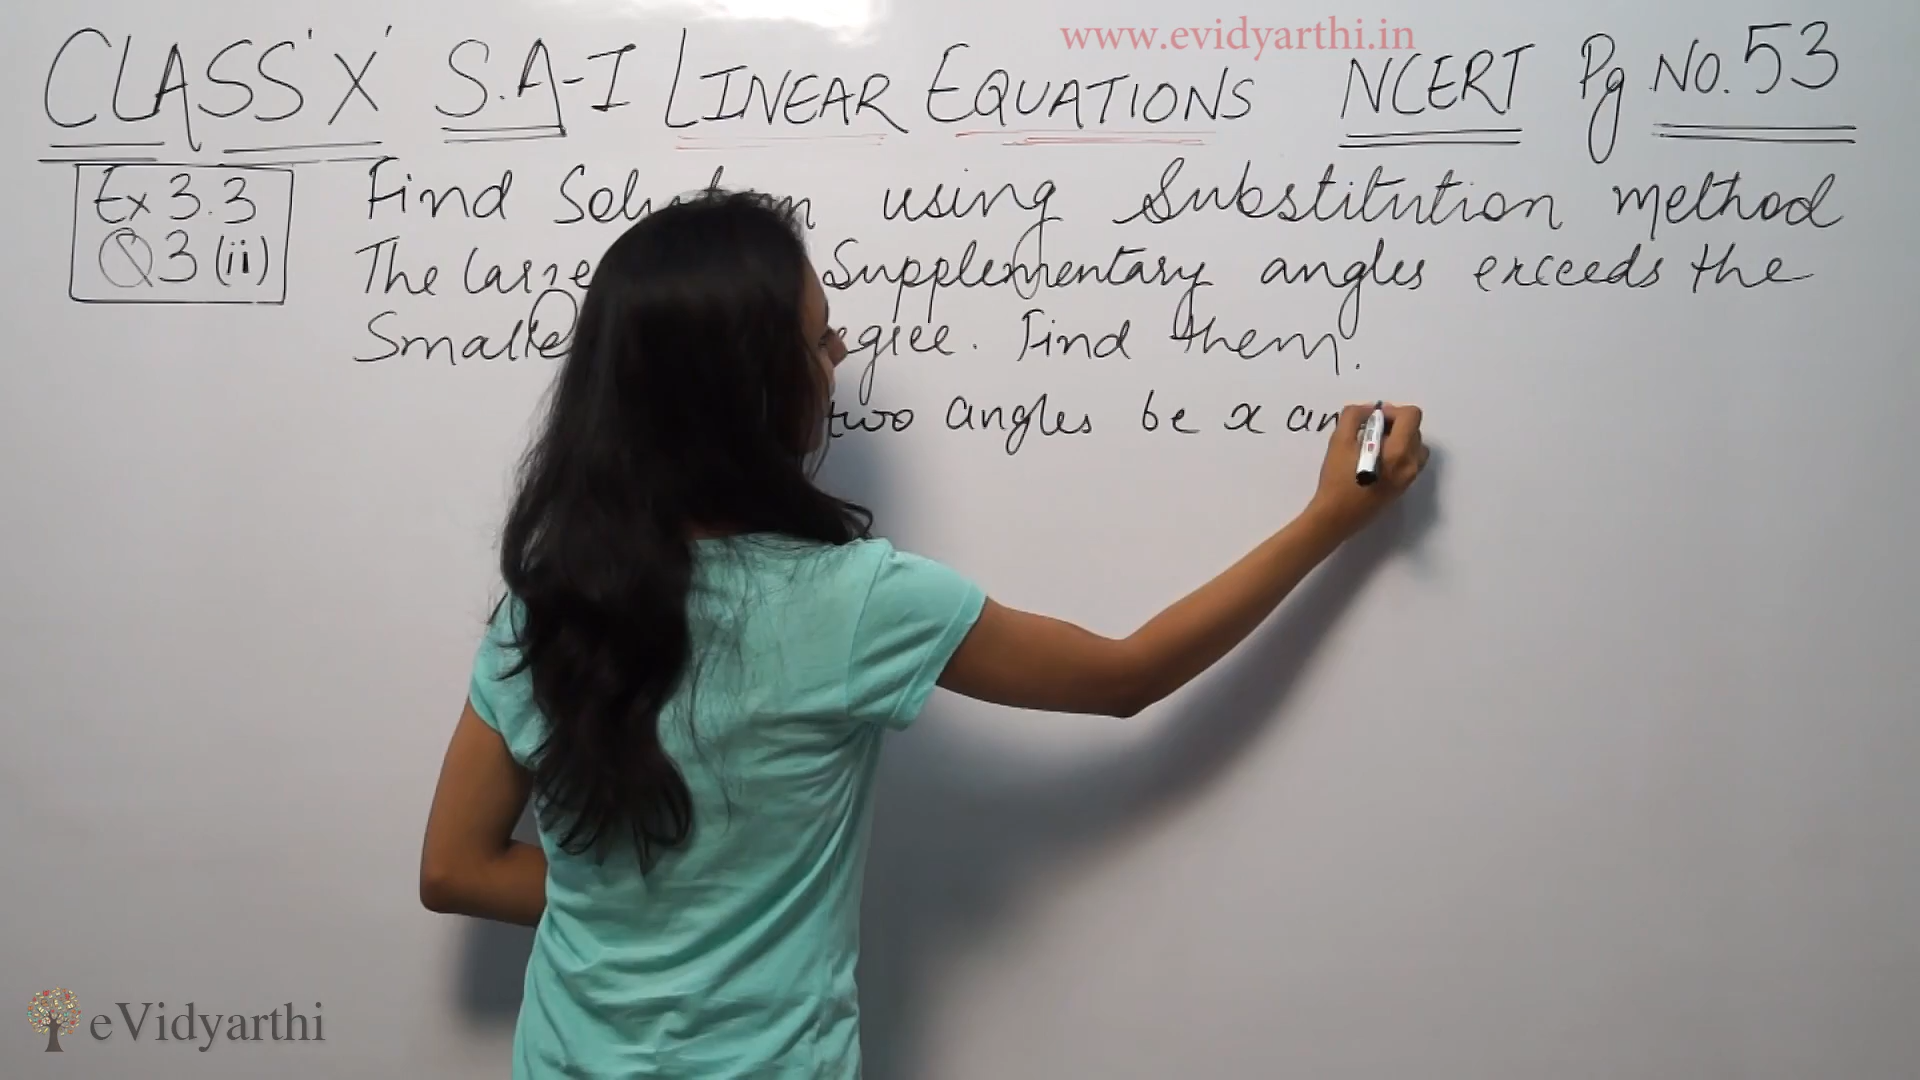 www.evidyarthi.in
CLASS 'X' S.A-I LINEAR EQUATIONS NCERT Pg NO. 53
Ex 3.3
Q3 (ii)
Find using Substitution method
The Supplementary angles exceeds the
Find them.
two angles be x
eVidyarthi